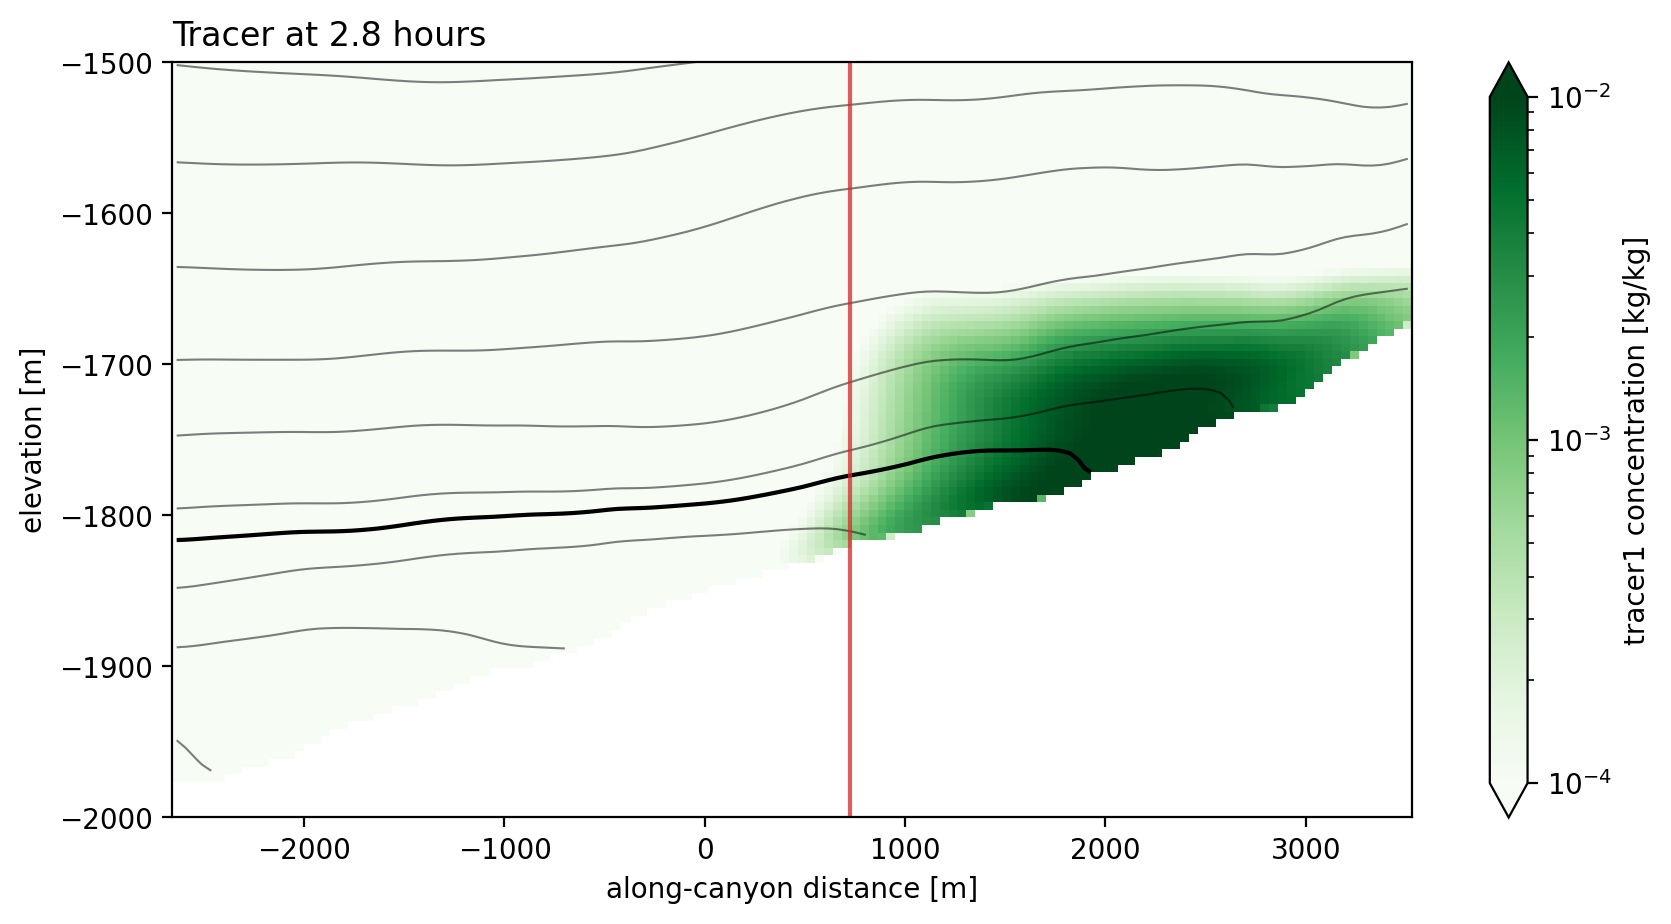 Tracer at 2.8 hours
−1500
−1600
−1700
−1800
−1900
−2000
elevation [m]
−2000 −1000 0 1000 2000 3000
along-canyon distance [m]
10⁻²
10⁻³
10⁻⁴
tracer1 concentration [kg/kg]